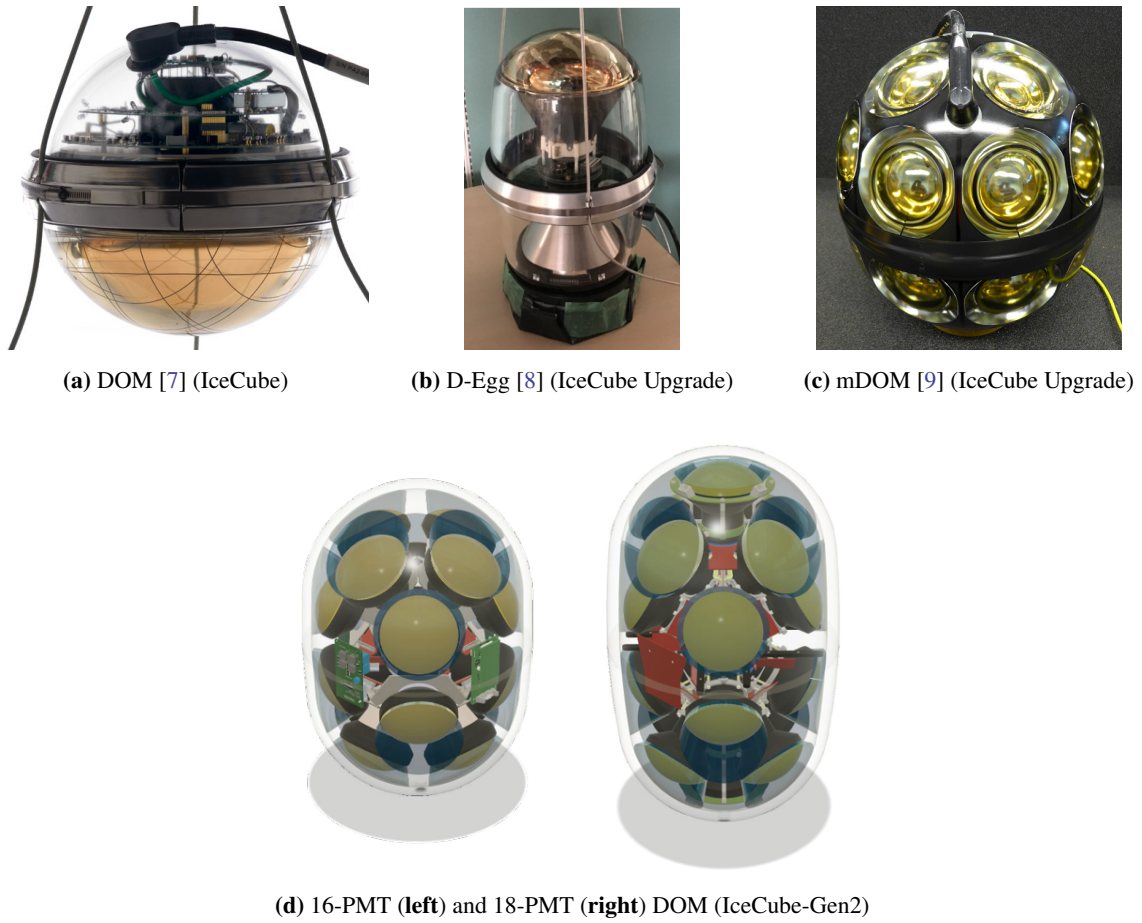 (a) DOM [7] (IceCube)
(b) D-Egg [8] (IceCube Upgrade)
(c) mDOM [9] (IceCube Upgrade)
(d) 16-PMT (left) and 18-PMT (right) DOM (IceCube-Gen2)